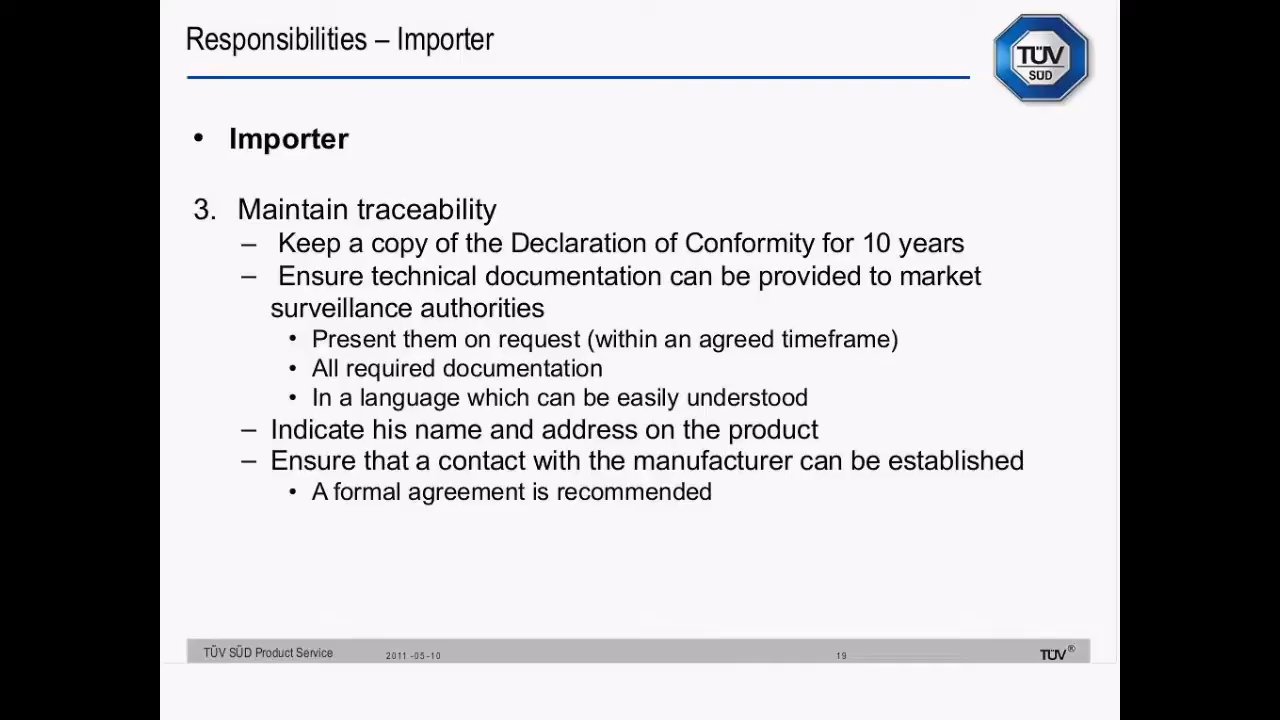 Responsibilities – Importer
TÜV
SÜD
• Importer
3. Maintain traceability
– Keep a copy of the Declaration of Conformity for 10 years
– Ensure technical documentation can be provided to market
surveillance authorities
• Present them on request (within an agreed timeframe)
• All required documentation
• In a language which can be easily understood
– Indicate his name and address on the product
– Ensure that a contact with the manufacturer can be established
• A formal agreement is recommended
TÜV SÜD Product Service 2011-05-10 19 TÜV®